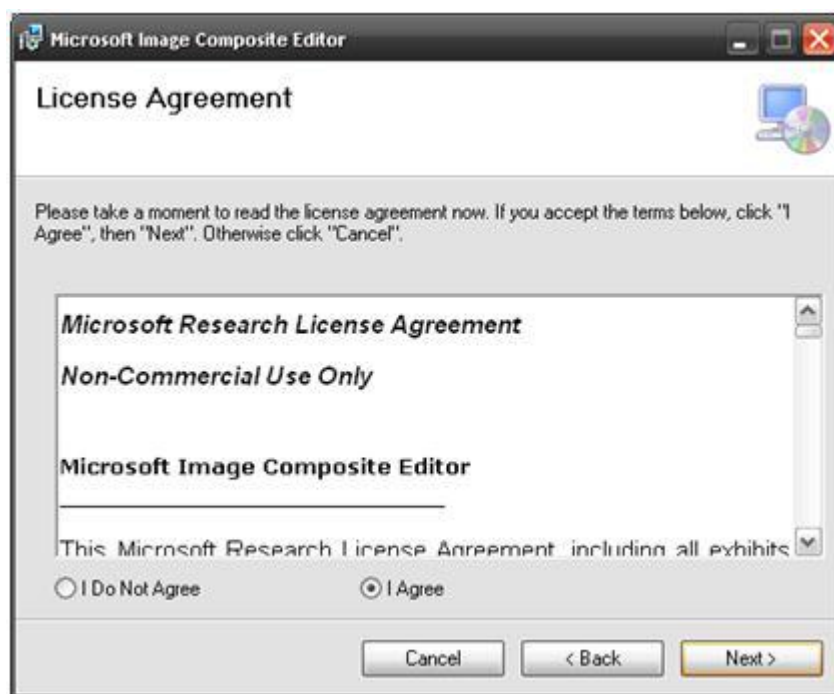 Microsoft Image Composite Editor
License Agreement
Please take a moment to read the license agreement now. If you accept the terms below, click "I
Agree", then "Next". Otherwise click "Cancel".
Microsoft Research License Agreement
Non-Commercial Use Only
Microsoft Image Composite Editor
This Microsoft Research License Agreement, including all exhibits
I Do Not Agree
I Agree
Cancel
< Back
Next >